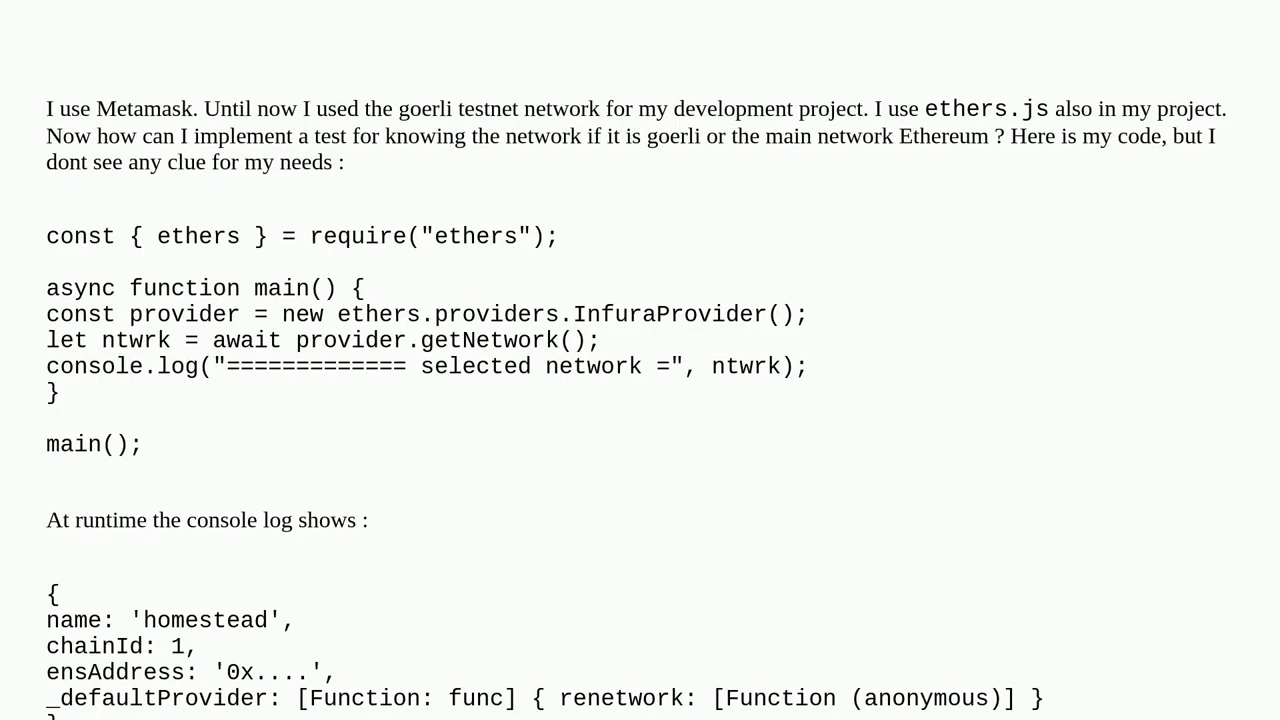 I use Metamask. Until now I used the goerli testnet network for my development project. I use ethers.js also in my project.
Now how can I implement a test for knowing the network if it is goerli or the main network Ethereum ? Here is my code, but I
dont see any clue for my needs :
const { ethers } = require("ethers");
async function main() {
const provider = new ethers.providers.InfuraProvider();
let ntwrk = await provider.getNetwork();
console.log("============= selected network =", ntwrk);
}
main();
At runtime the console log shows :
{
name: 'homestead',
chainId: 1,
ensAddress: '0x....',
_defaultProvider: [Function: func] { renetwork: [Function (anonymous)] }
}